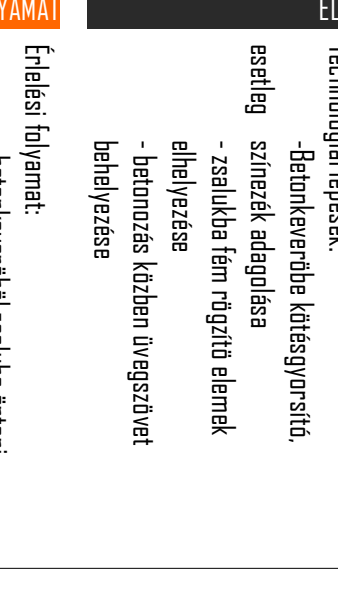 YAMAT
EL
Technológiai lépések:
-Betonkeverőbe kötésgyorsító,
esetleg színezék adagolása
- zsalukba fém rögzítő elemek
elhelyezése
- betonozás közben üvegszövet
behelyezése
Érlelési folyamat: